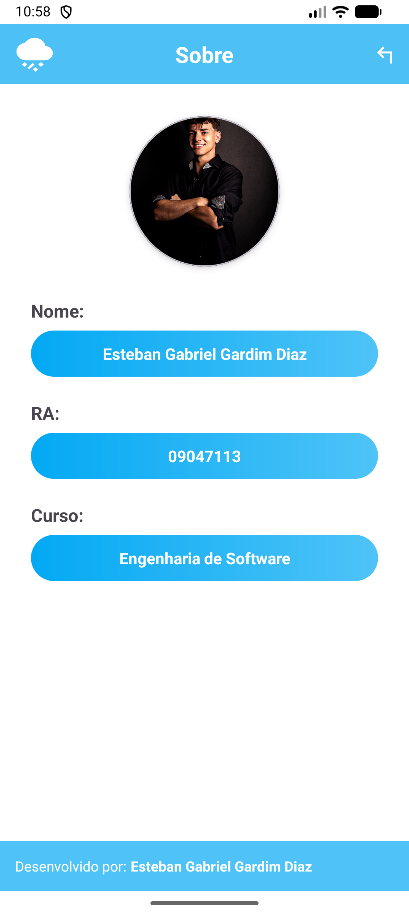 10:58
Sobre
Nome:
Esteban Gabriel Gardim Diaz
RA:
09047113
Curso:
Engenharia de Software
Desenvolvido por: Esteban Gabriel Gardim Diaz